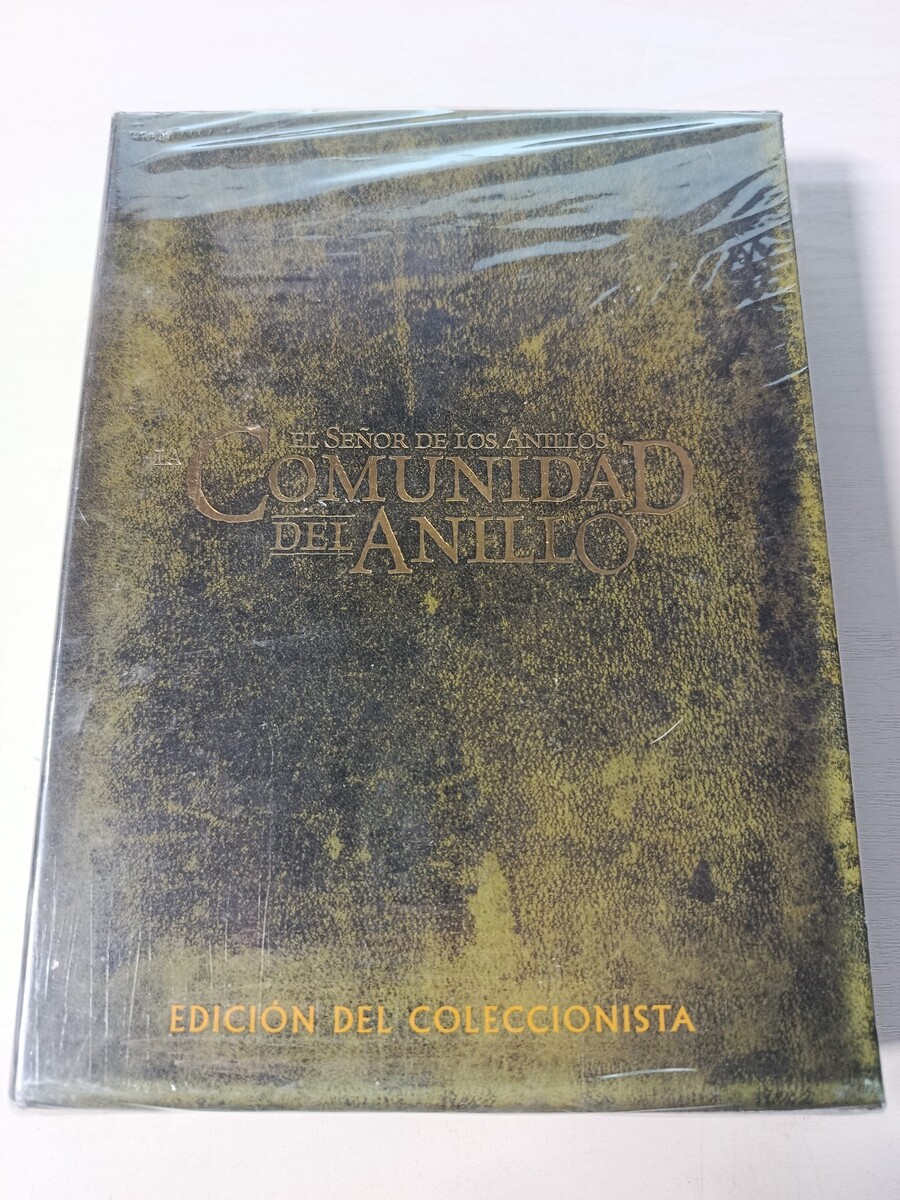 EL SEÑOR DE LOS ANILLOS
LA COMUNIDAD
DEL ANILLO
EDICIÓN DEL COLECCIONISTA